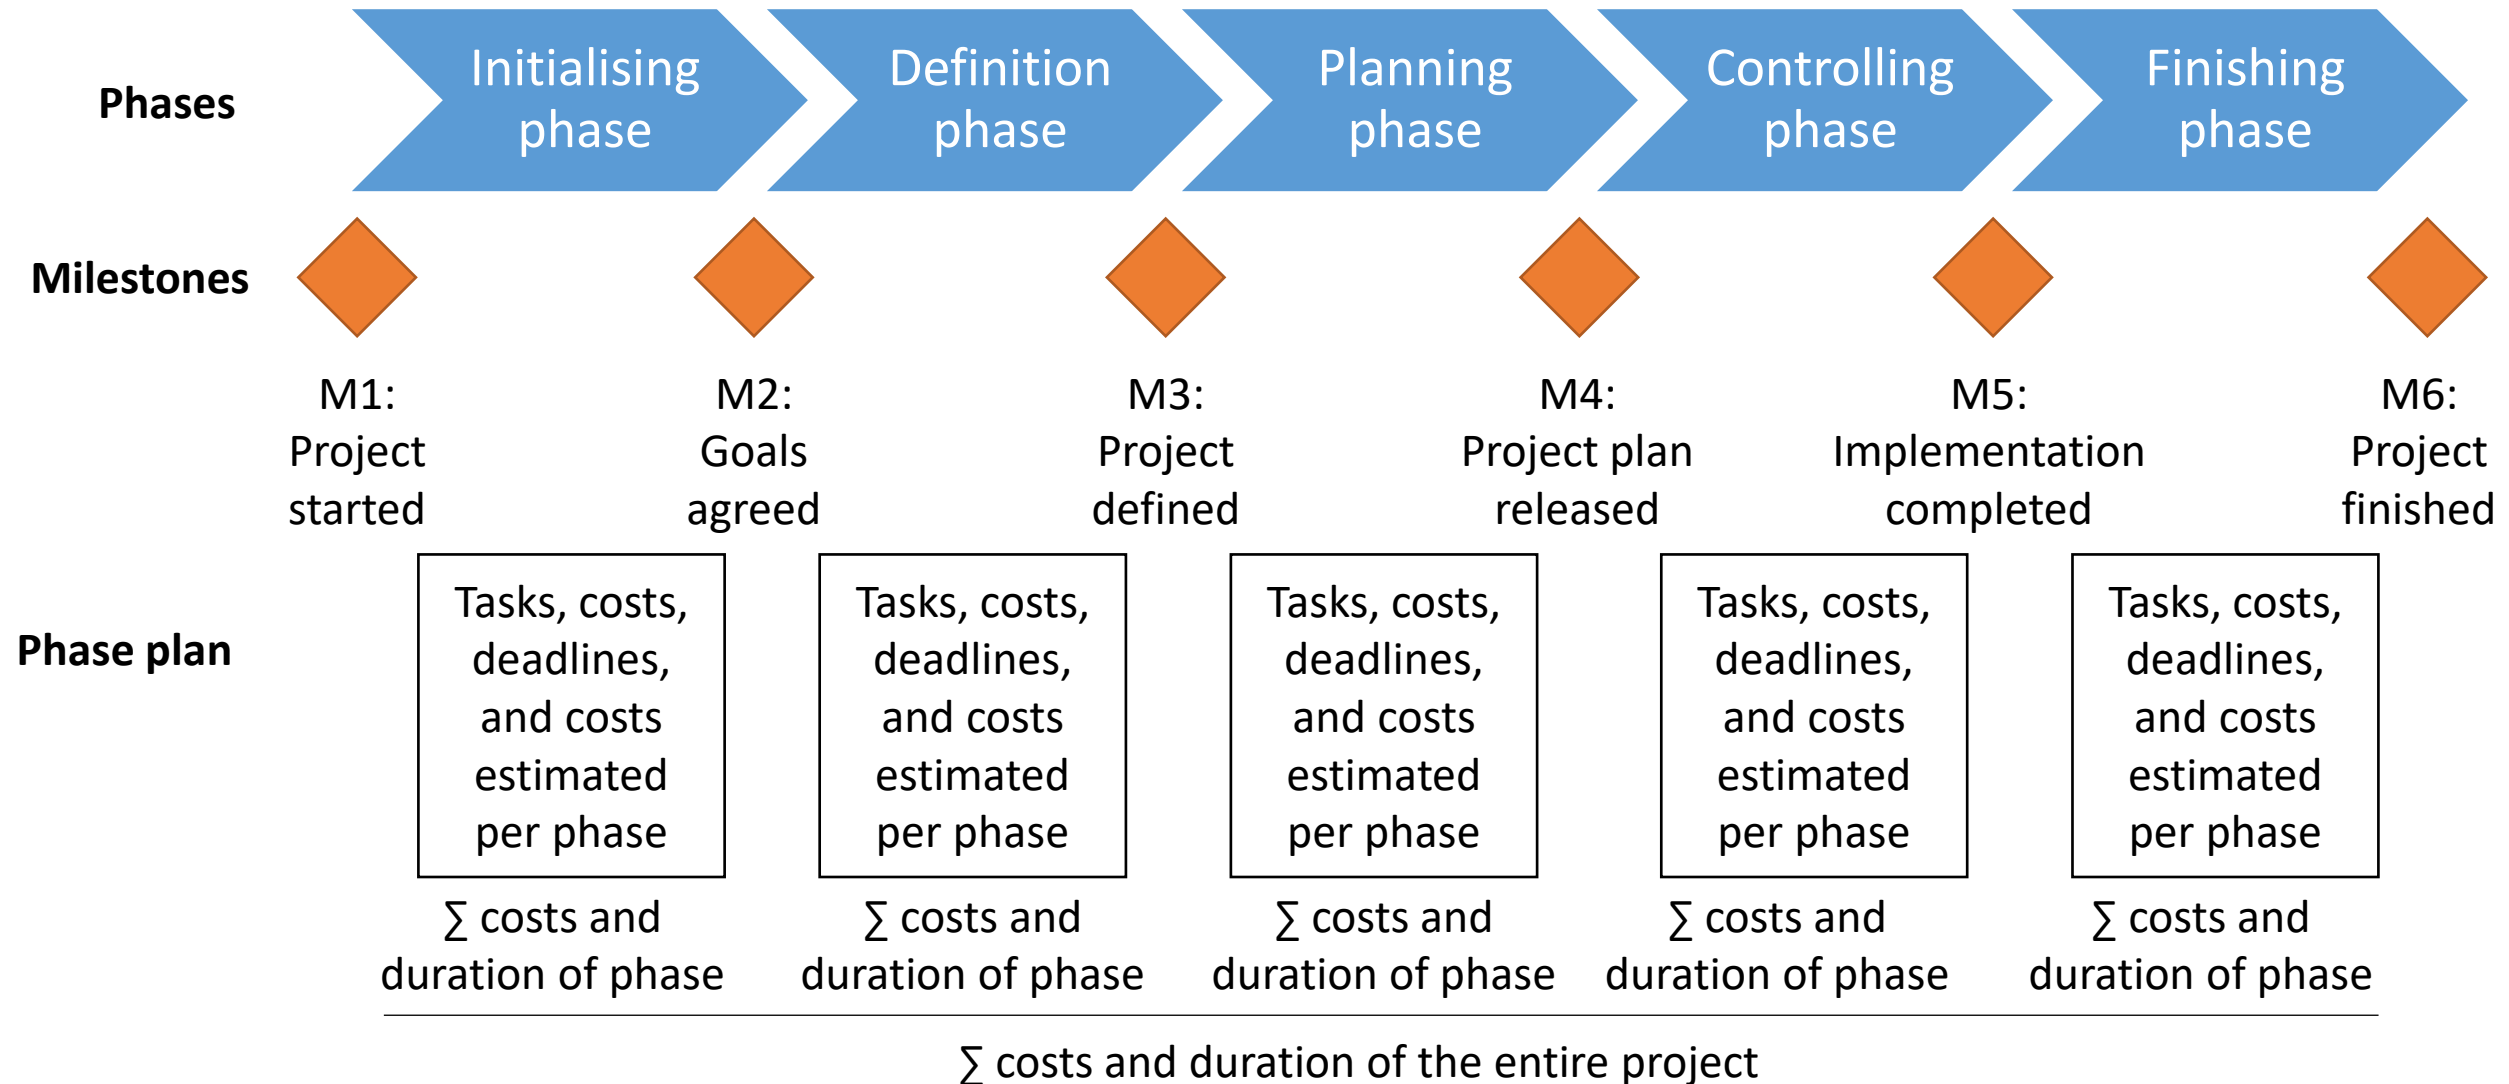 Phases
Initialising
phase
Definition
phase
Planning
phase
Controlling
phase
Finishing
phase
Milestones
M1:
Project
started
M2:
Goals
agreed
M3:
Project
defined
M4:
Project plan
released
M5:
Implementation
completed
M6:
Project
finished
Phase plan
Tasks, costs,
deadlines,
and costs
estimated
per phase
Tasks, costs,
deadlines,
and costs
estimated
per phase
Tasks, costs,
deadlines,
and costs
estimated
per phase
Tasks, costs,
deadlines,
and costs
estimated
per phase
Tasks, costs,
deadlines,
and costs
estimated
per phase
∑ costs and
duration of phase
∑ costs and
duration of phase
∑ costs and
duration of phase
∑ costs and
duration of phase
∑ costs and
duration of phase
∑ costs and duration of the entire project